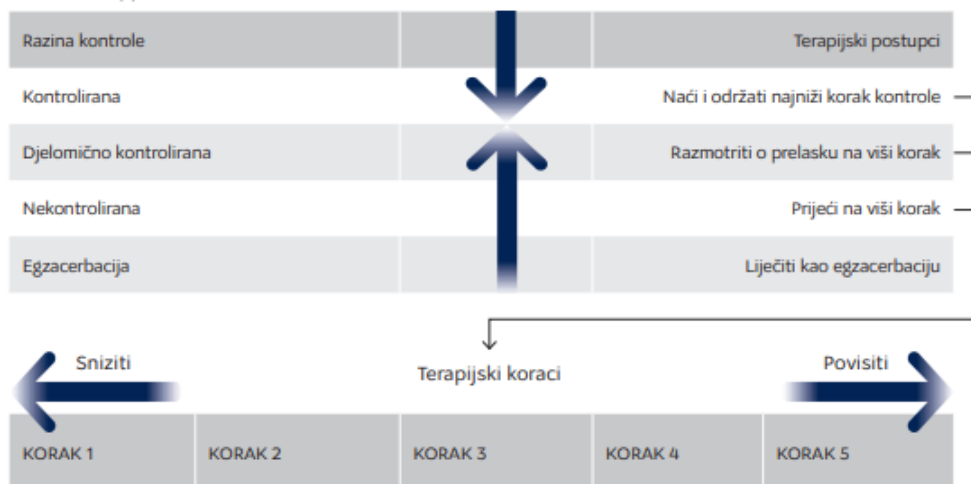 Razina kontrole Terapijski postupci
Kontrolirana Naći i održati najniži korak kontrole
Djelomično kontrolirana Razmotriti o prelasku na viši korak
Nekontrolirana Prijeći na viši korak
Egzacerbacija Liječiti kao egzacerbaciju
Sniziti Terapijski koraci Povisiti
KORAK 1 KORAK 2 KORAK 3 KORAK 4 KORAK 5